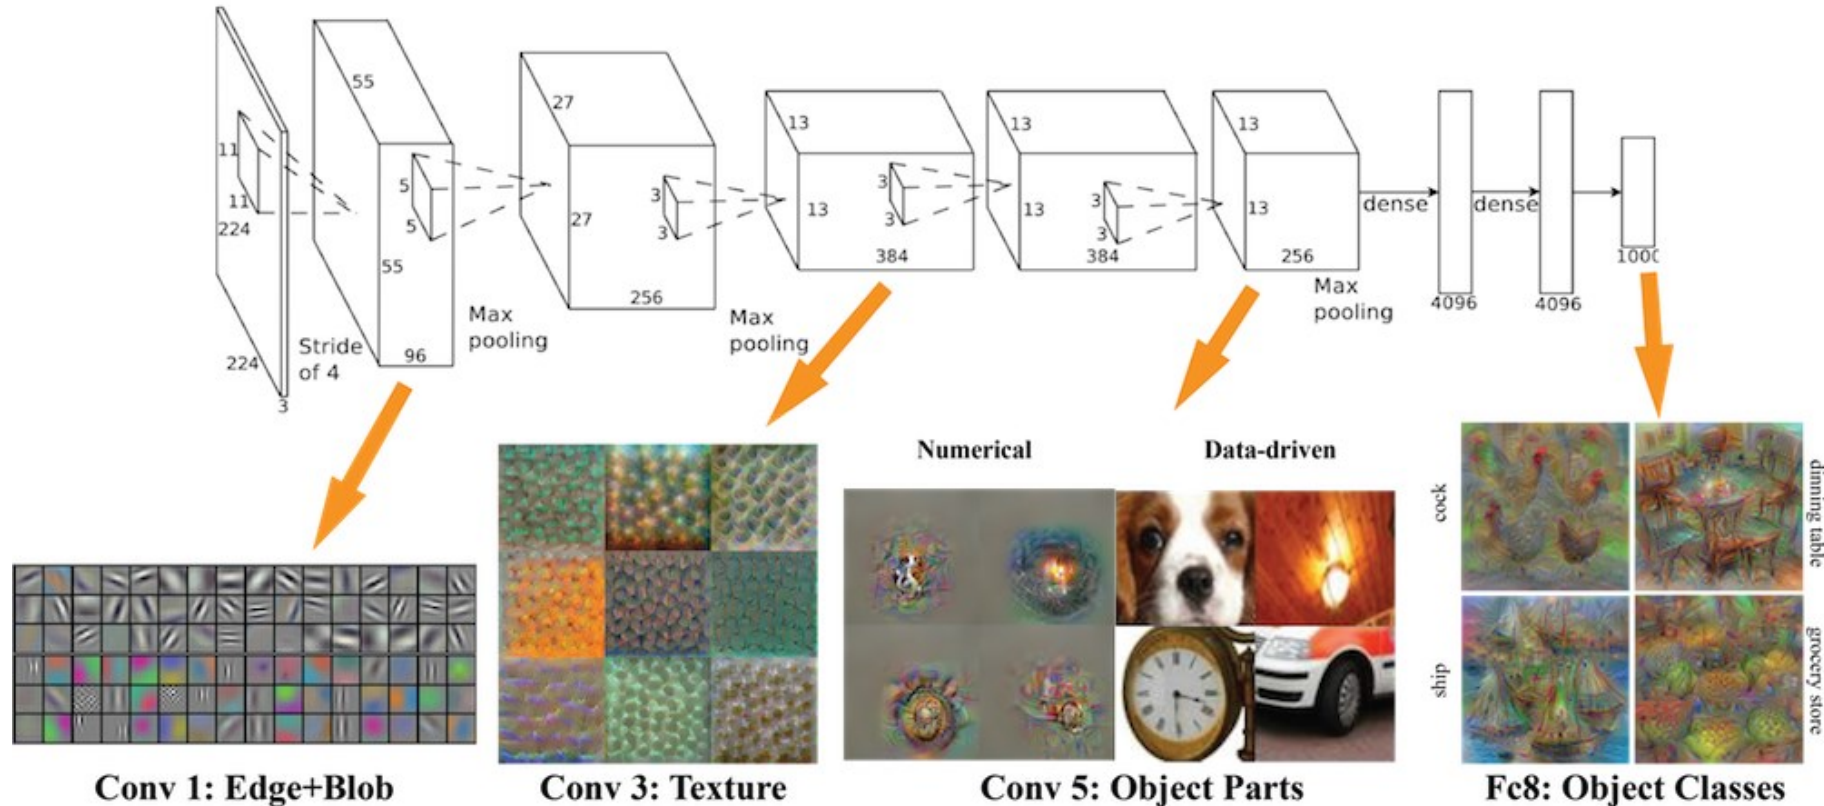 11
11
224
224
3
Stride
of 4
55
5
5
55
96
Max
pooling
27
27
3
3
256
Max
pooling
13
13
3
3
384
13
13
3
3
384
13
13
256
Max
pooling
dense
4096
dense
4096
1000
Numerical
Data-driven
cock
dinning table
ship
grocery store
Conv 1: Edge+Blob
Conv 3: Texture
Conv 5: Object Parts
Fc8: Object Classes